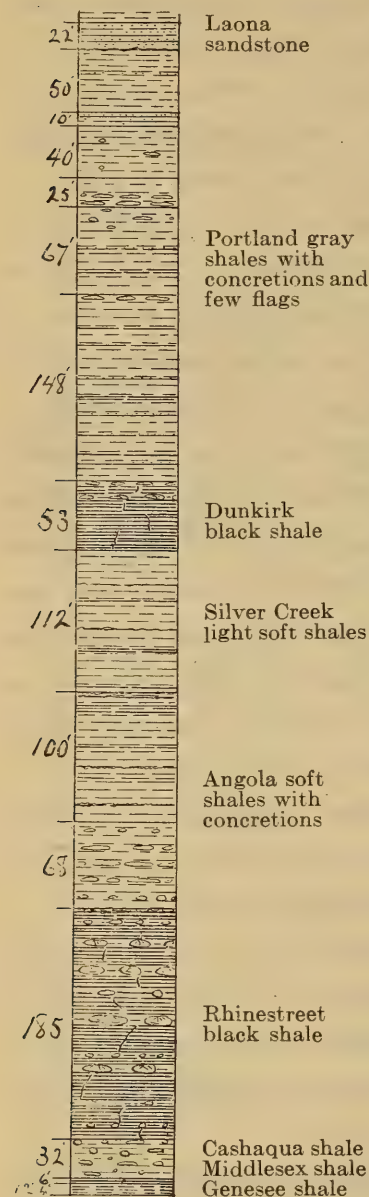 22'
Laona
sandstone
50'
10'
40'
25'
67'
Portland gray
shales with
concretions and
few flags
148'
53
Dunkirk
black shale
112'
Silver Creek
light soft shales
100'
Angola soft
shales with
concretions
68
185
Rhinestreet
black shale
32'
Cashaqua shale
6'
Middlesex shale
Genesee shale